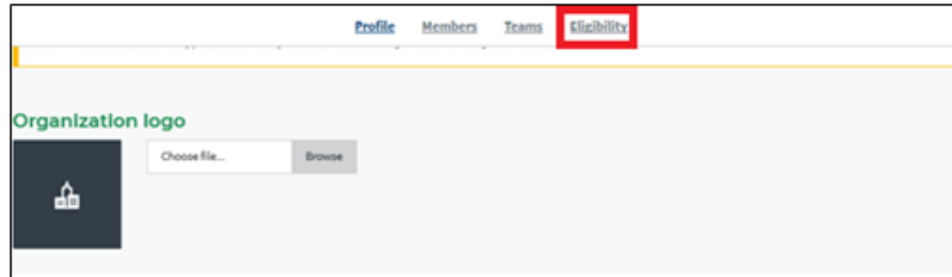 Profile Members Teams Eligibility
Organization logo
Choose file... Browse